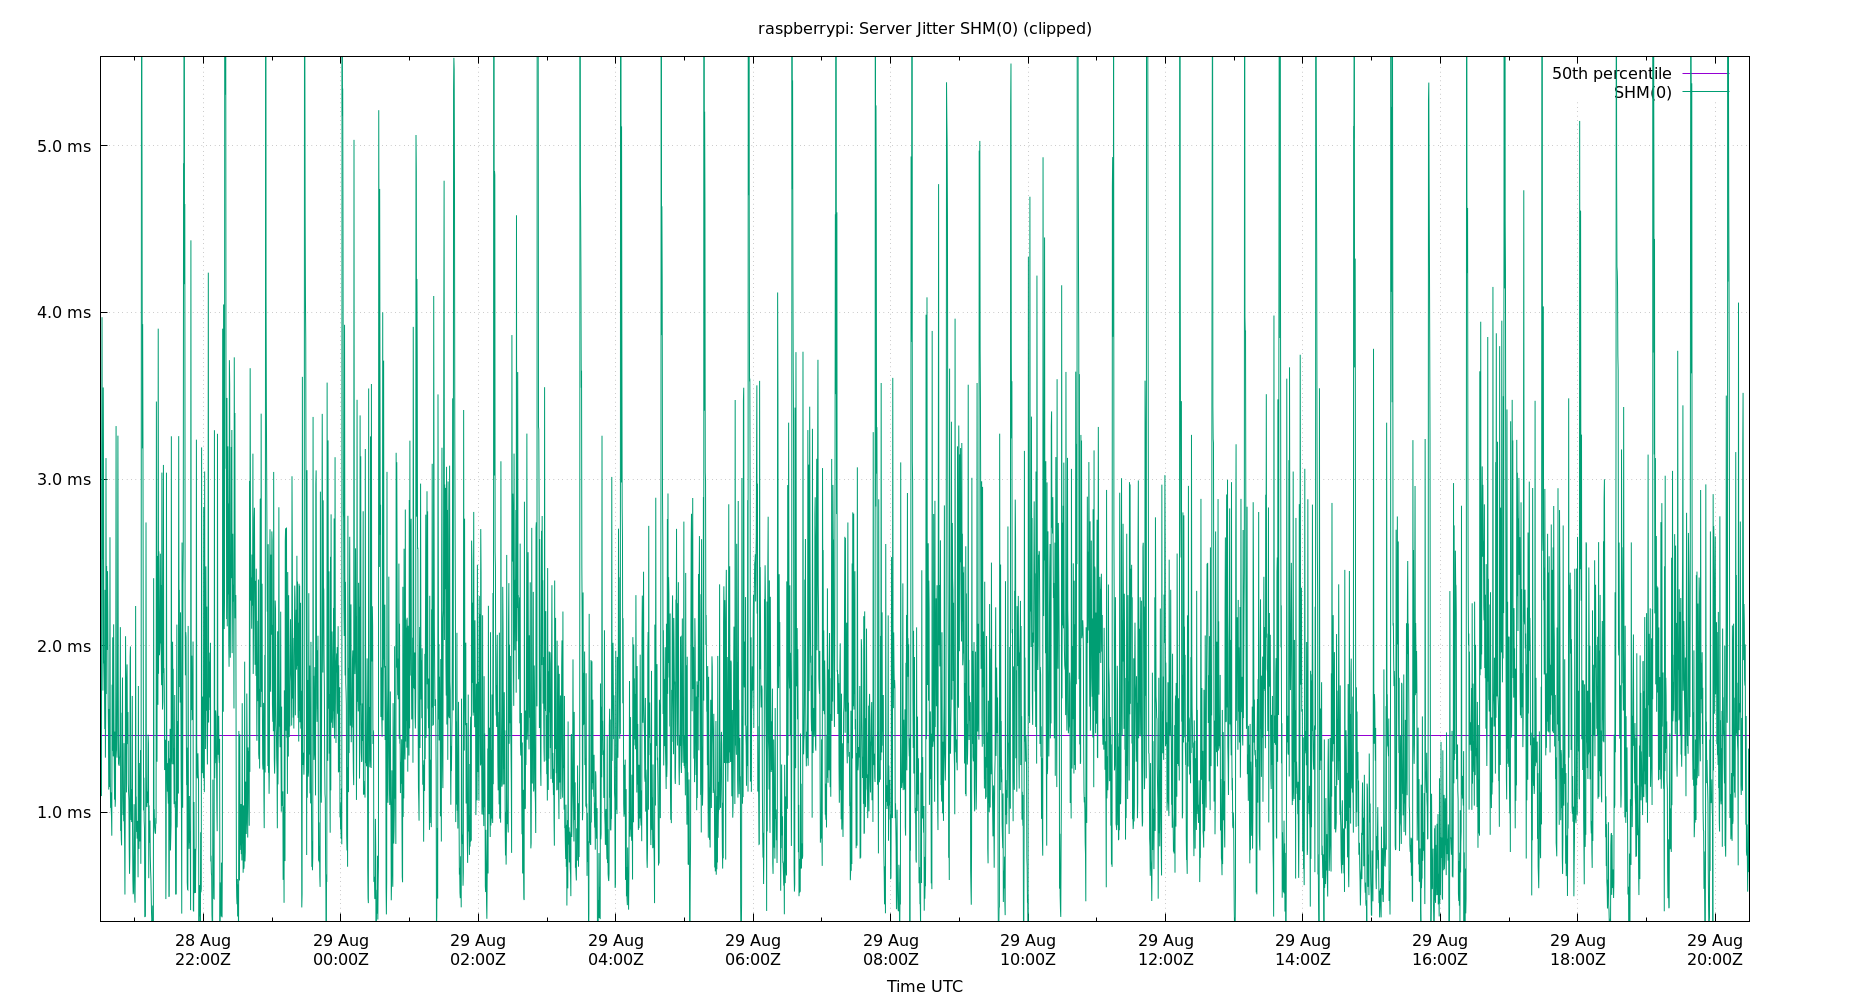 raspberrypi: Server Jitter SHM(0) (clipped)
50th percentile
SHM(0)
5.0 ms
4.0 ms
3.0 ms
2.0 ms
1.0 ms
28 Aug 29 Aug 29 Aug 29 Aug 29 Aug 29 Aug 29 Aug 29 Aug 29 Aug 29 Aug 29 Aug 29 Aug
22:00Z 00:00Z 02:00Z 04:00Z 06:00Z 08:00Z 10:00Z 12:00Z 14:00Z 16:00Z 18:00Z 20:00Z
Time UTC